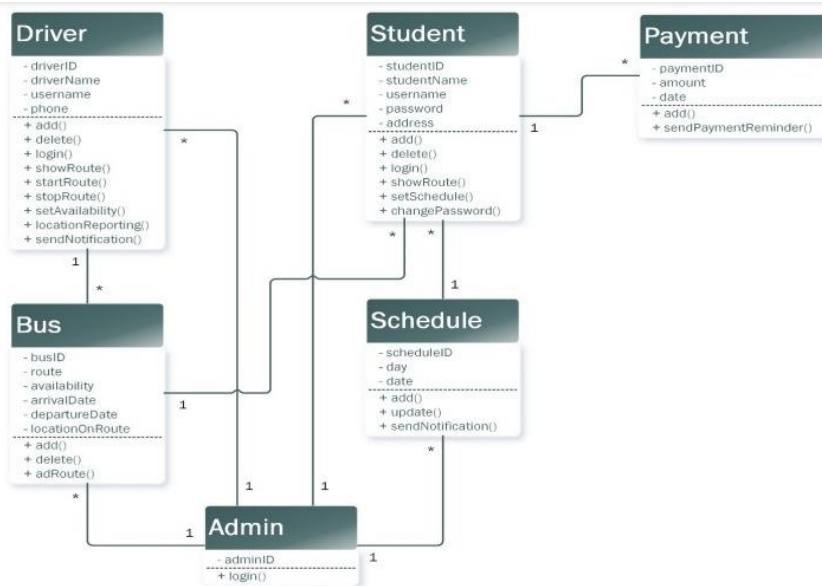 Driver
- driverID
- driverName
- username
- phone
+ add()
+ delete()
+ login()
+ showRoute()
+ startRoute()
+ stopRoute()
+ setAvailability()
+ locationReporting()
+ sendNotification()
Student
- studentID
- studentName
- username
- password
- address
+ add()
+ delete()
+ login()
+ showRoute()
+ setSchedule()
+ changePassword()
Payment
- paymentID
- amount
- date
+ add()
+ sendPaymentReminder()
*
1
*
*
1
*
*
*
1
1
Bus
- busID
- route
- availability
- arrivalDate
- departureDate
- locationOnRoute
+ add()
+ delete()
+ adRoute()
Schedule
- scheduleID
- day
- date
+ add()
+ update()
+ sendNotification()
*
1
1
*
1
1
Admin
- adminID
+ login()